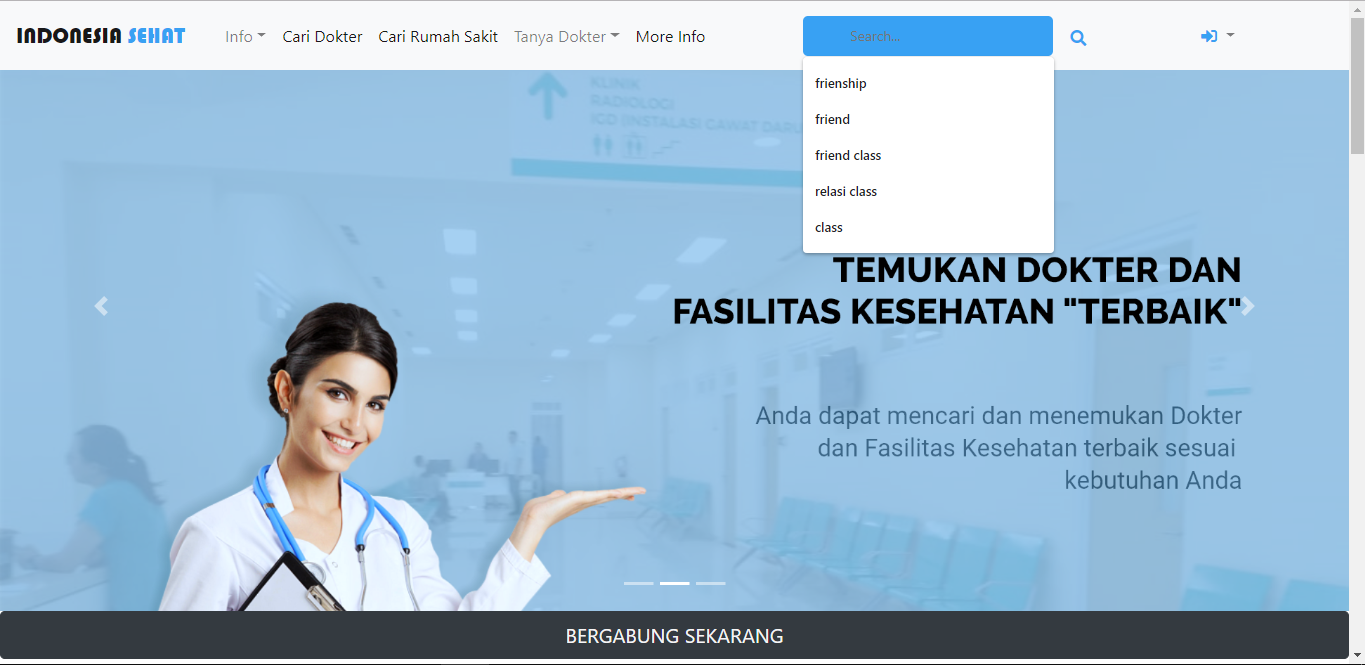 INDONESIA SEHAT
Info
Cari Dokter
Cari Rumah Sakit
Tanya Dokter
More Info
Search...
frienship
friend
friend class
relasi class
class
KLINIK
RADIOLOGI
IGD (INSTALASI GAWAT DARU
TEMUKAN DOKTER DAN
FASILITAS KESEHATAN "TERBAIK"
Anda dapat mencari dan menemukan Dokter
dan Fasilitas Kesehatan terbaik sesuai
kebutuhan Anda
BERGABUNG SEKARANG